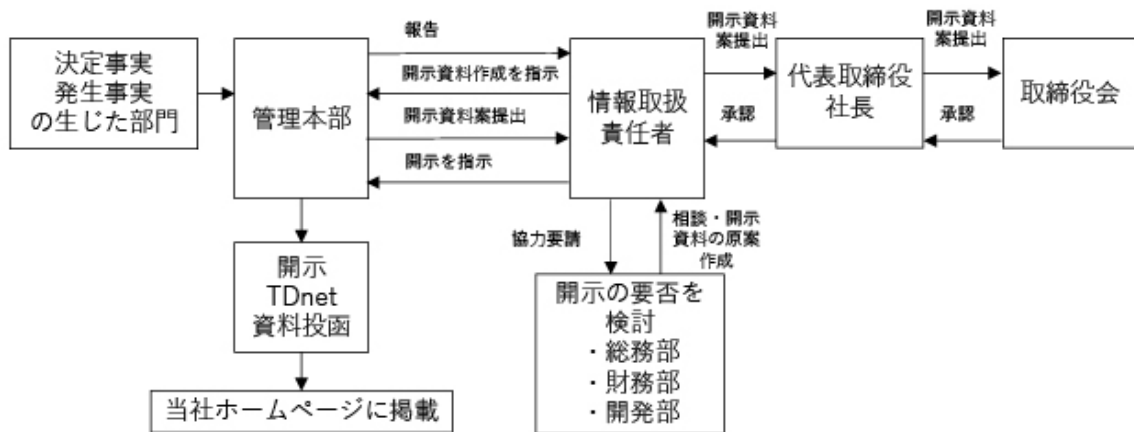 決定事実
発生事実
の生じた部門
管理本部
報告
開示資料作成を指示
開示資料案提出
開示を指示
情報取扱
責任者
開示資料
案提出
承認
代表取締役
社長
開示資料
案提出
承認
取締役会
協力要請
相談・開示
資料の原案
作成
開示
TDnet
資料投函
開示の要否を
検討
・総務部
・財務部
・開発部
当社ホームページに掲載